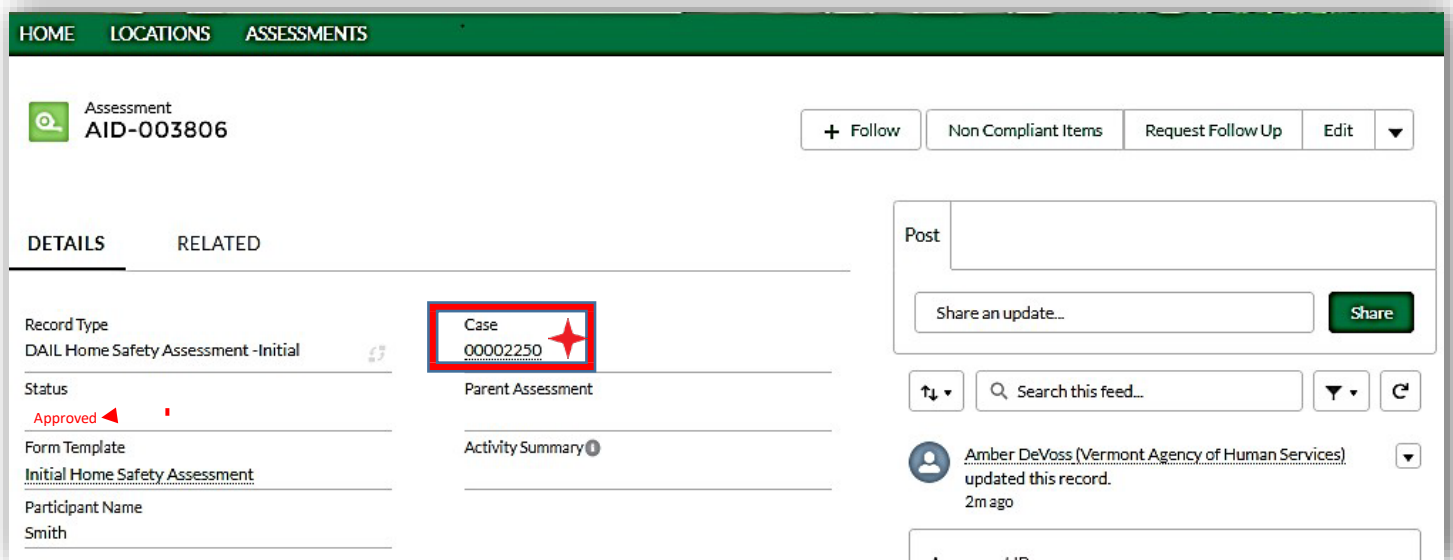 HOME LOCATIONS ASSESSMENTS
Assessment
AID-003806
+ Follow Non Compliant Items Request Follow Up Edit
DETAILS RELATED
Record Type
DAIL Home Safety Assessment -Initial
Status
Approved
Form Template
Initial Home Safety Assessment
Participant Name
Smith
Case
00002250
Parent Assessment
Activity Summary
Post
Share an update...
Share
Search this feed...
Amber DeVoss (Vermont Agency of Human Services)
updated this record.
2m ago